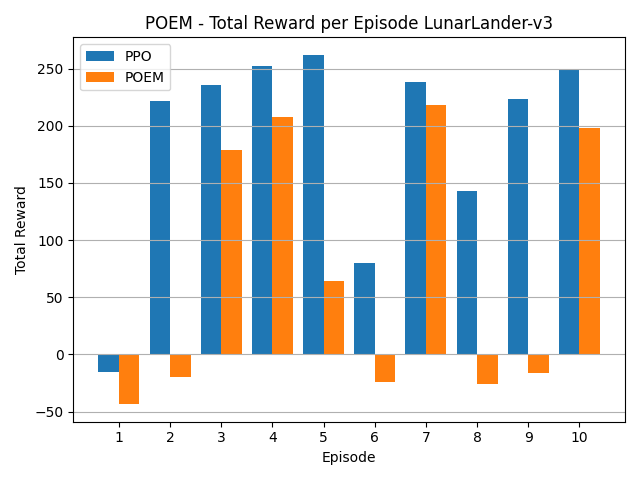 POEM - Total Reward per Episode LunarLander-v3
PPO
POEM
Total Reward
250
200
150
100
50
0
−50
1 2 3 4 5 6 7 8 9 10
Episode